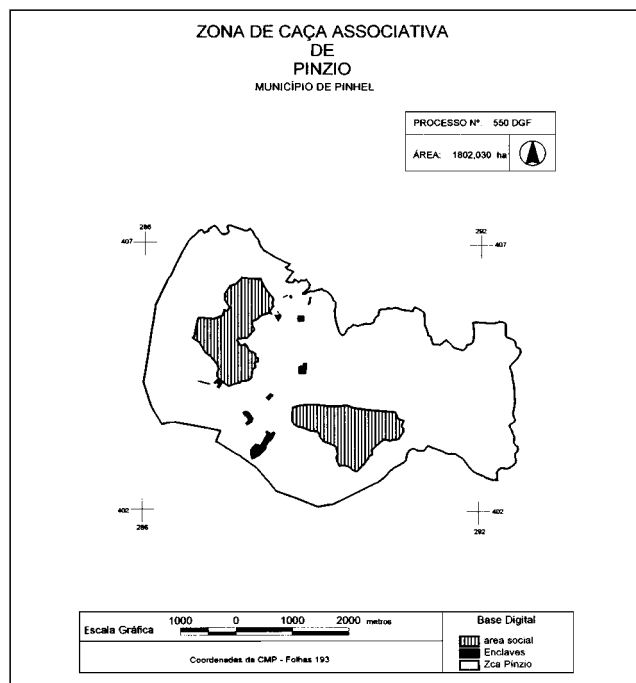 ZONA DE CAÇA ASSOCIATIVA
DE
PINZIO
MUNICÍPIO DE PINHEL
PROCESSO Nº 550 DGF
ÁREA: 1802,030 ha
286
407
292
407
402
286
402
292
Escala Gráfica
1000 0 1000 2000 metros
Coordenadas da CMP - Folhas 193
Base Digital
area social
Enclaves
Zca Pinzio